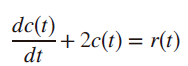 dc(t)/dt + 2c(t) = r(t)